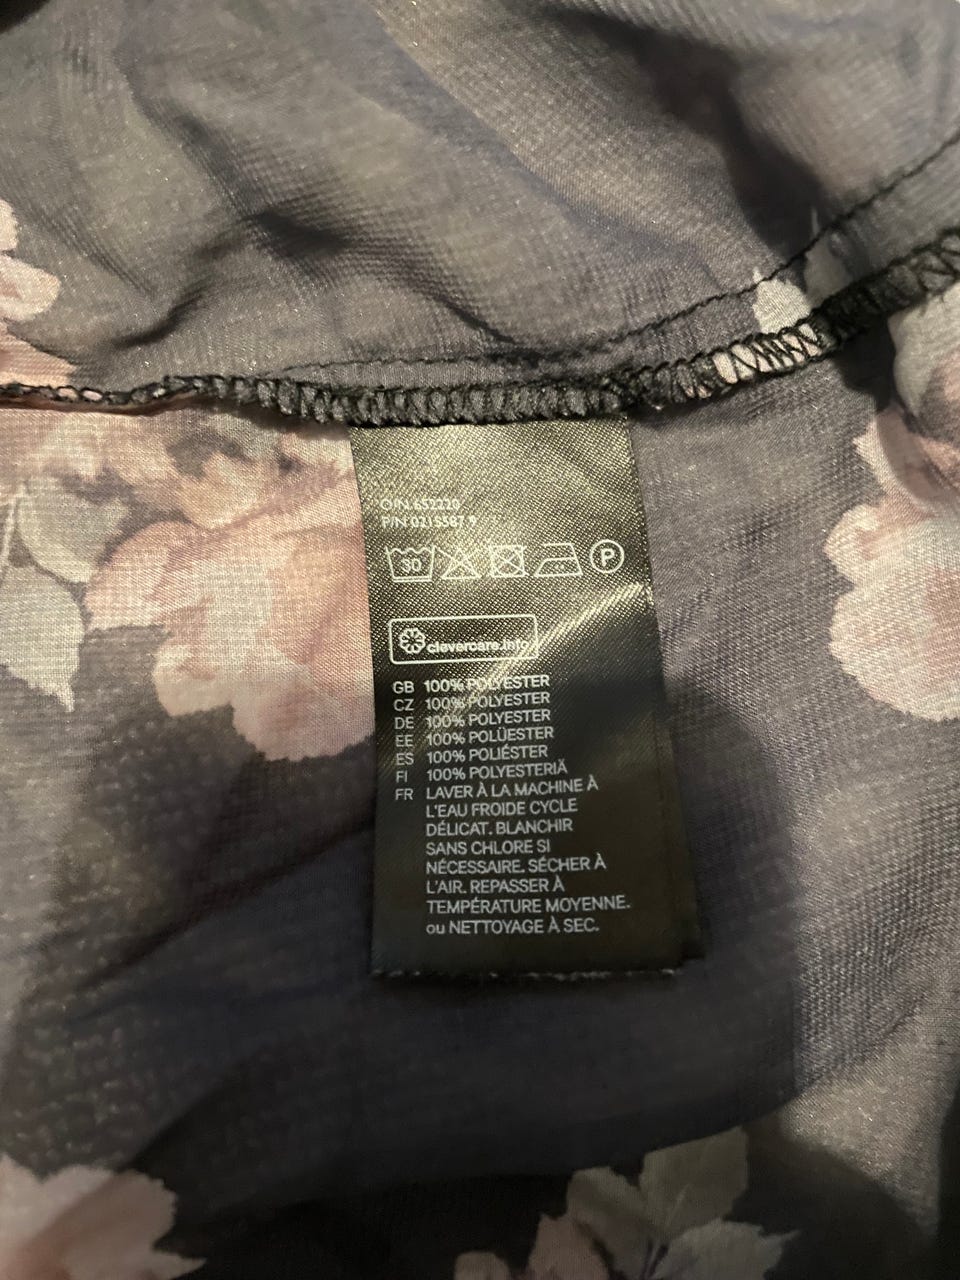 O/N 652220
P/N 0215587 9
30
P
clevercare.info
GB 100% POLYESTER
CZ 100% POLYESTER
DE 100% POLYESTER
EE 100% POLÜESTER
ES 100% POLIÉSTER
FI 100% POLYESTERIÄ
FR LAVER À LA MACHINE À
L'EAU FROIDE CYCLE
DÉLICAT. BLANCHIR
SANS CHLORE SI
NÉCESSAIRE. SÉCHER À
L'AIR. REPASSER À
TEMPÉRATURE MOYENNE.
ou NETTOYAGE À SEC.